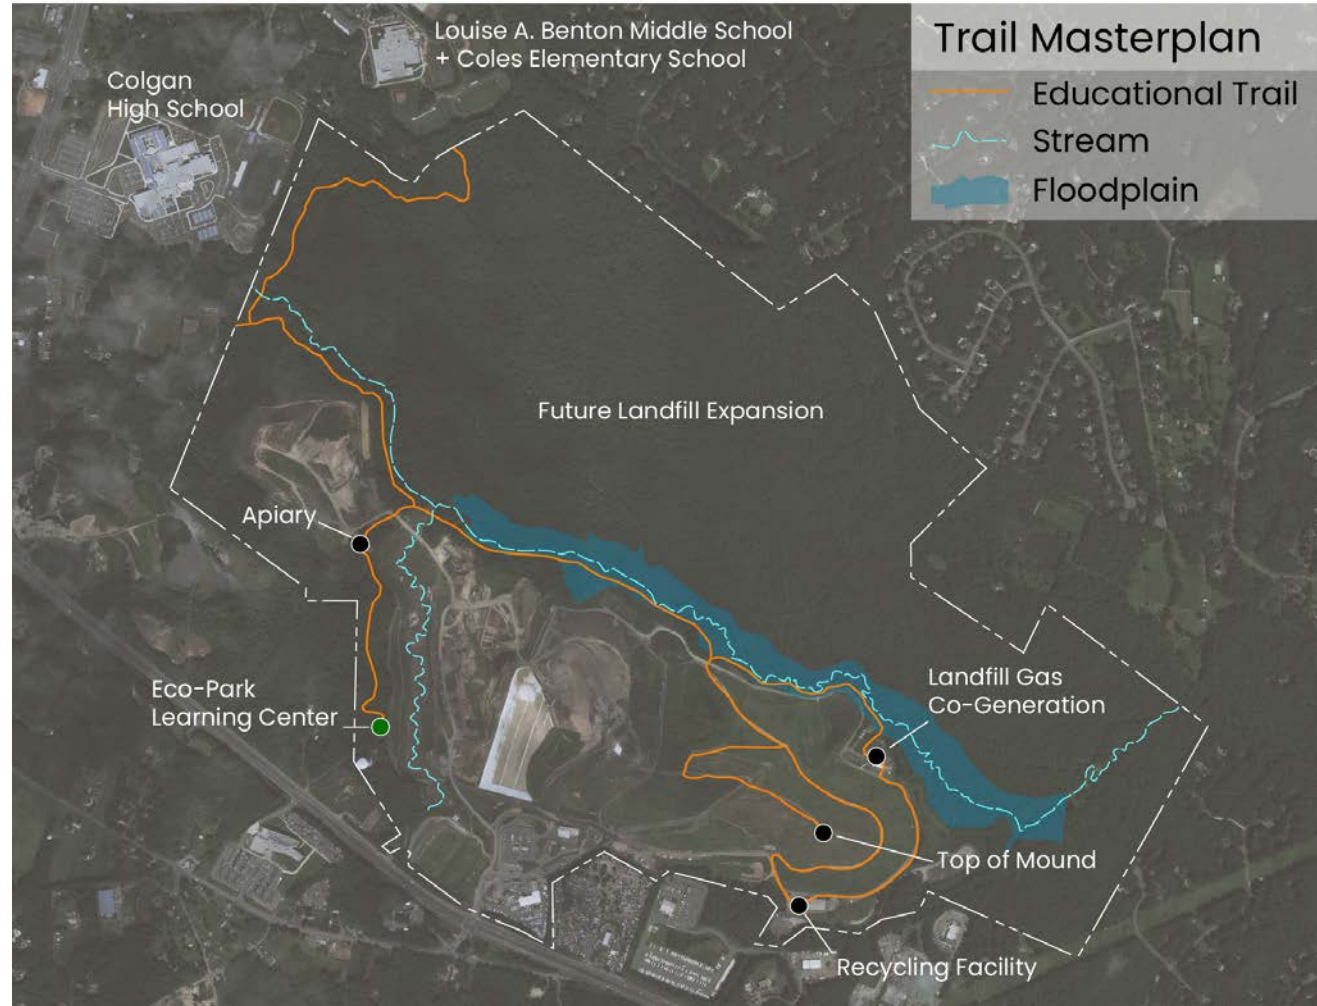 Louise A. Benton Middle School
+ Coles Elementary School
Colgan
High School
Trail Masterplan
Educational Trail
Stream
Floodplain
Future Landfill Expansion
Apiary
Eco-Park
Learning Center
Landfill Gas
Co-Generation
Top of Mound
Recycling Facility